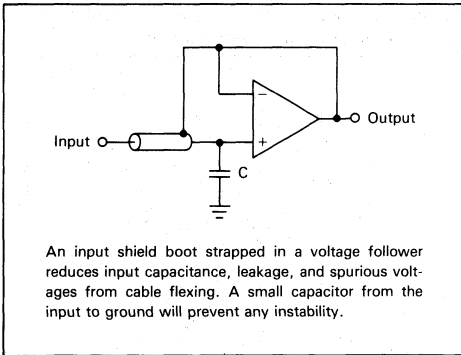 Input
−
+
Output
C
An input shield boot strapped in a voltage follower
reduces input capacitance, leakage, and spurious volt-
ages from cable flexing. A small capacitor from the
input to ground will prevent any instability.